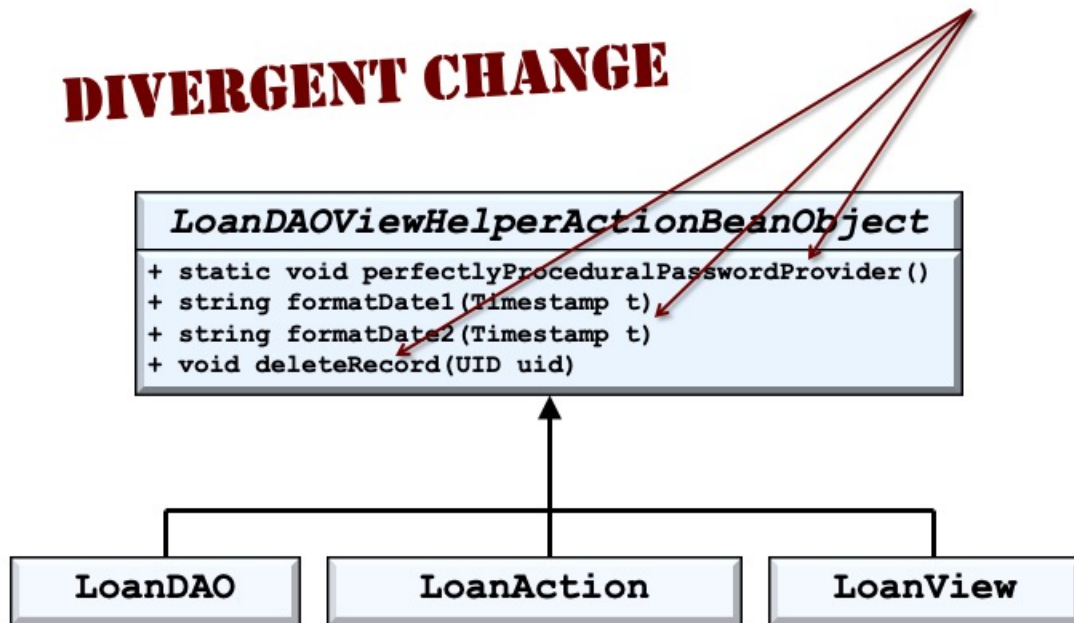 DIVERGENT CHANGE
LoanDAOViewHelperActionBeanObject
+ static void perfectlyProceduralPasswordProvider()
+ string formatDate1(Timestamp t)
+ string formatDate2(Timestamp t)
+ void deleteRecord(UID uid)
LoanDAO LoanAction LoanView